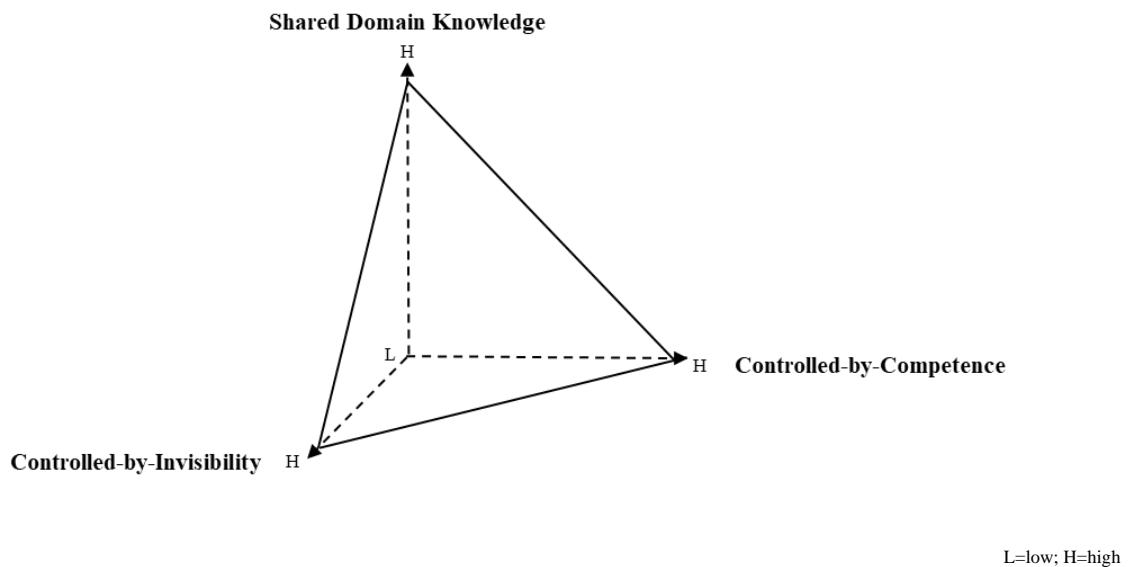 Shared Domain Knowledge
H
L
H Controlled-by-Competence
Controlled-by-Invisibility H
L=low; H=high